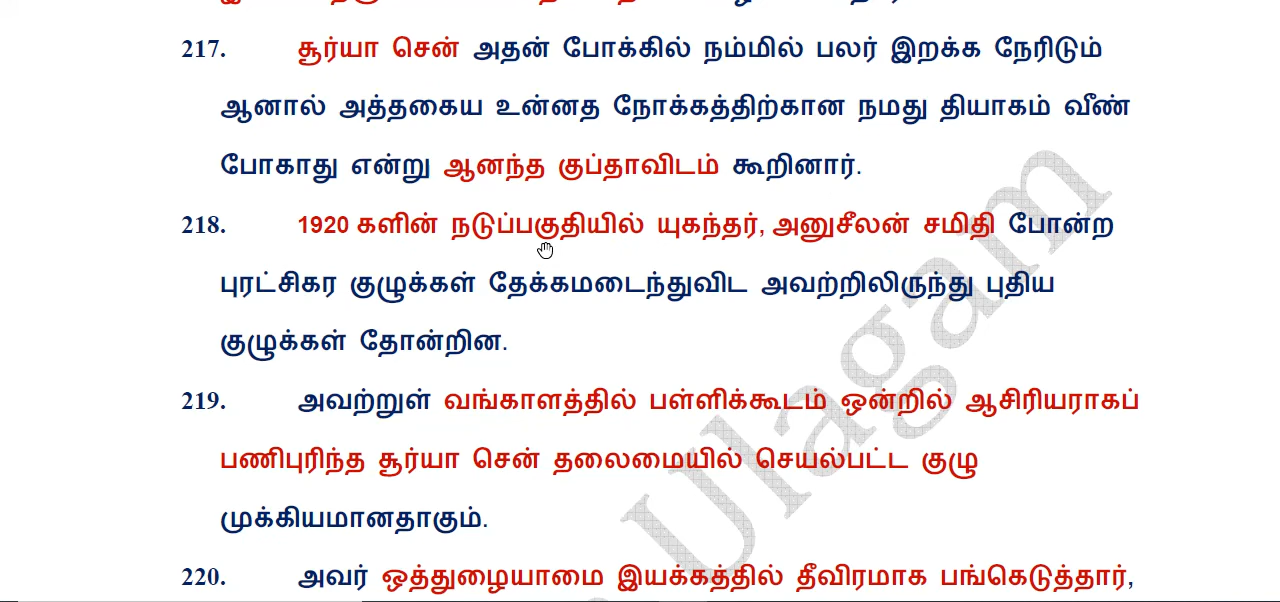 217. சூர்யா சென் அதன் போக்கில் நம்மில் பலர் இறக்க நேரிடும்
ஆனால் அத்தகைய உன்னத நோக்கத்திற்கான நமது தியாகம் வீண்
போகாது என்று ஆனந்த குப்தாவிடம் கூறினார்.
218. 1920 களின் நடுப்பகுதியில் யுகந்தர், அனுசீலன் சமிதி போன்ற
புரட்சிகர குழுக்கள் தேக்கமடைந்துவிட அவற்றிலிருந்து புதிய
குழுக்கள் தோன்றின.
219. அவற்றுள் வங்காளத்தில் பள்ளிக்கூடம் ஒன்றில் ஆசிரியராகப்
பணிபுரிந்த சூர்யா சென் தலைமையில் செயல்பட்ட குழு
முக்கியமானதாகும்.
220. அவர் ஒத்துழையாமை இயக்கத்தில் தீவிரமாக பங்கெடுத்தார்,
Ulagam